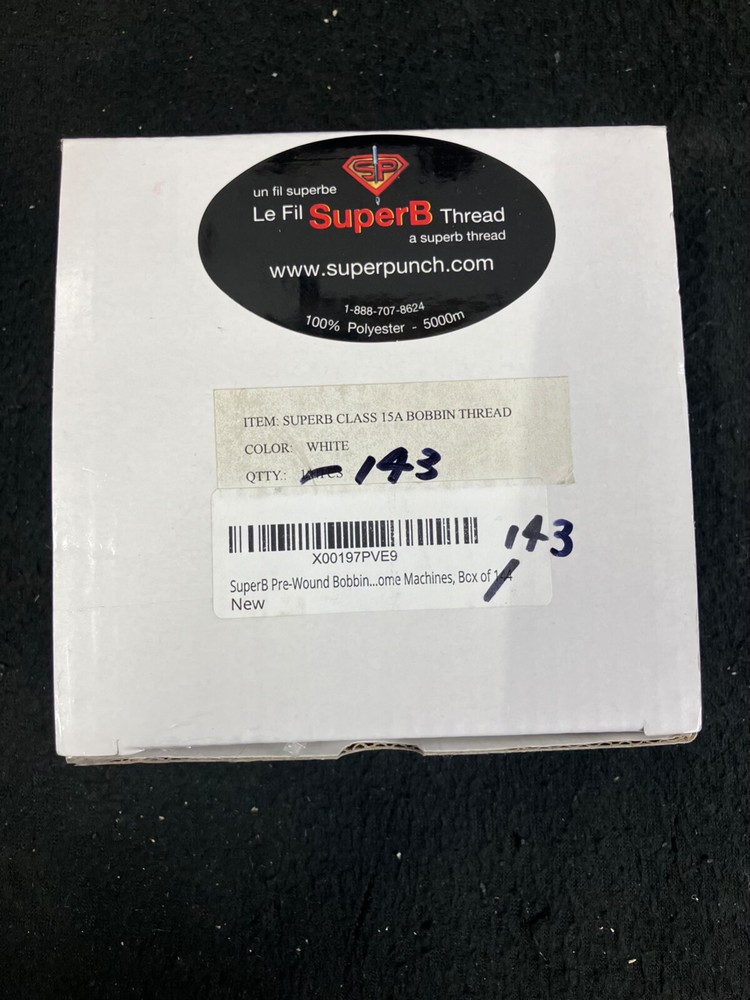 SP
un felt superbe
Le Fil SuperB Thread
a superb thread
www.superpunch.com
1-888-707-8624
100% Polyester - 5000m
ITEM: SUPERB CLASS 15A BOBBIN THREAD
COLOR: WHITE
QTTY.: 143
X00197PVE9
143
SuperB Pre-Wound Bobbin...ome Machines, Box of 144
New